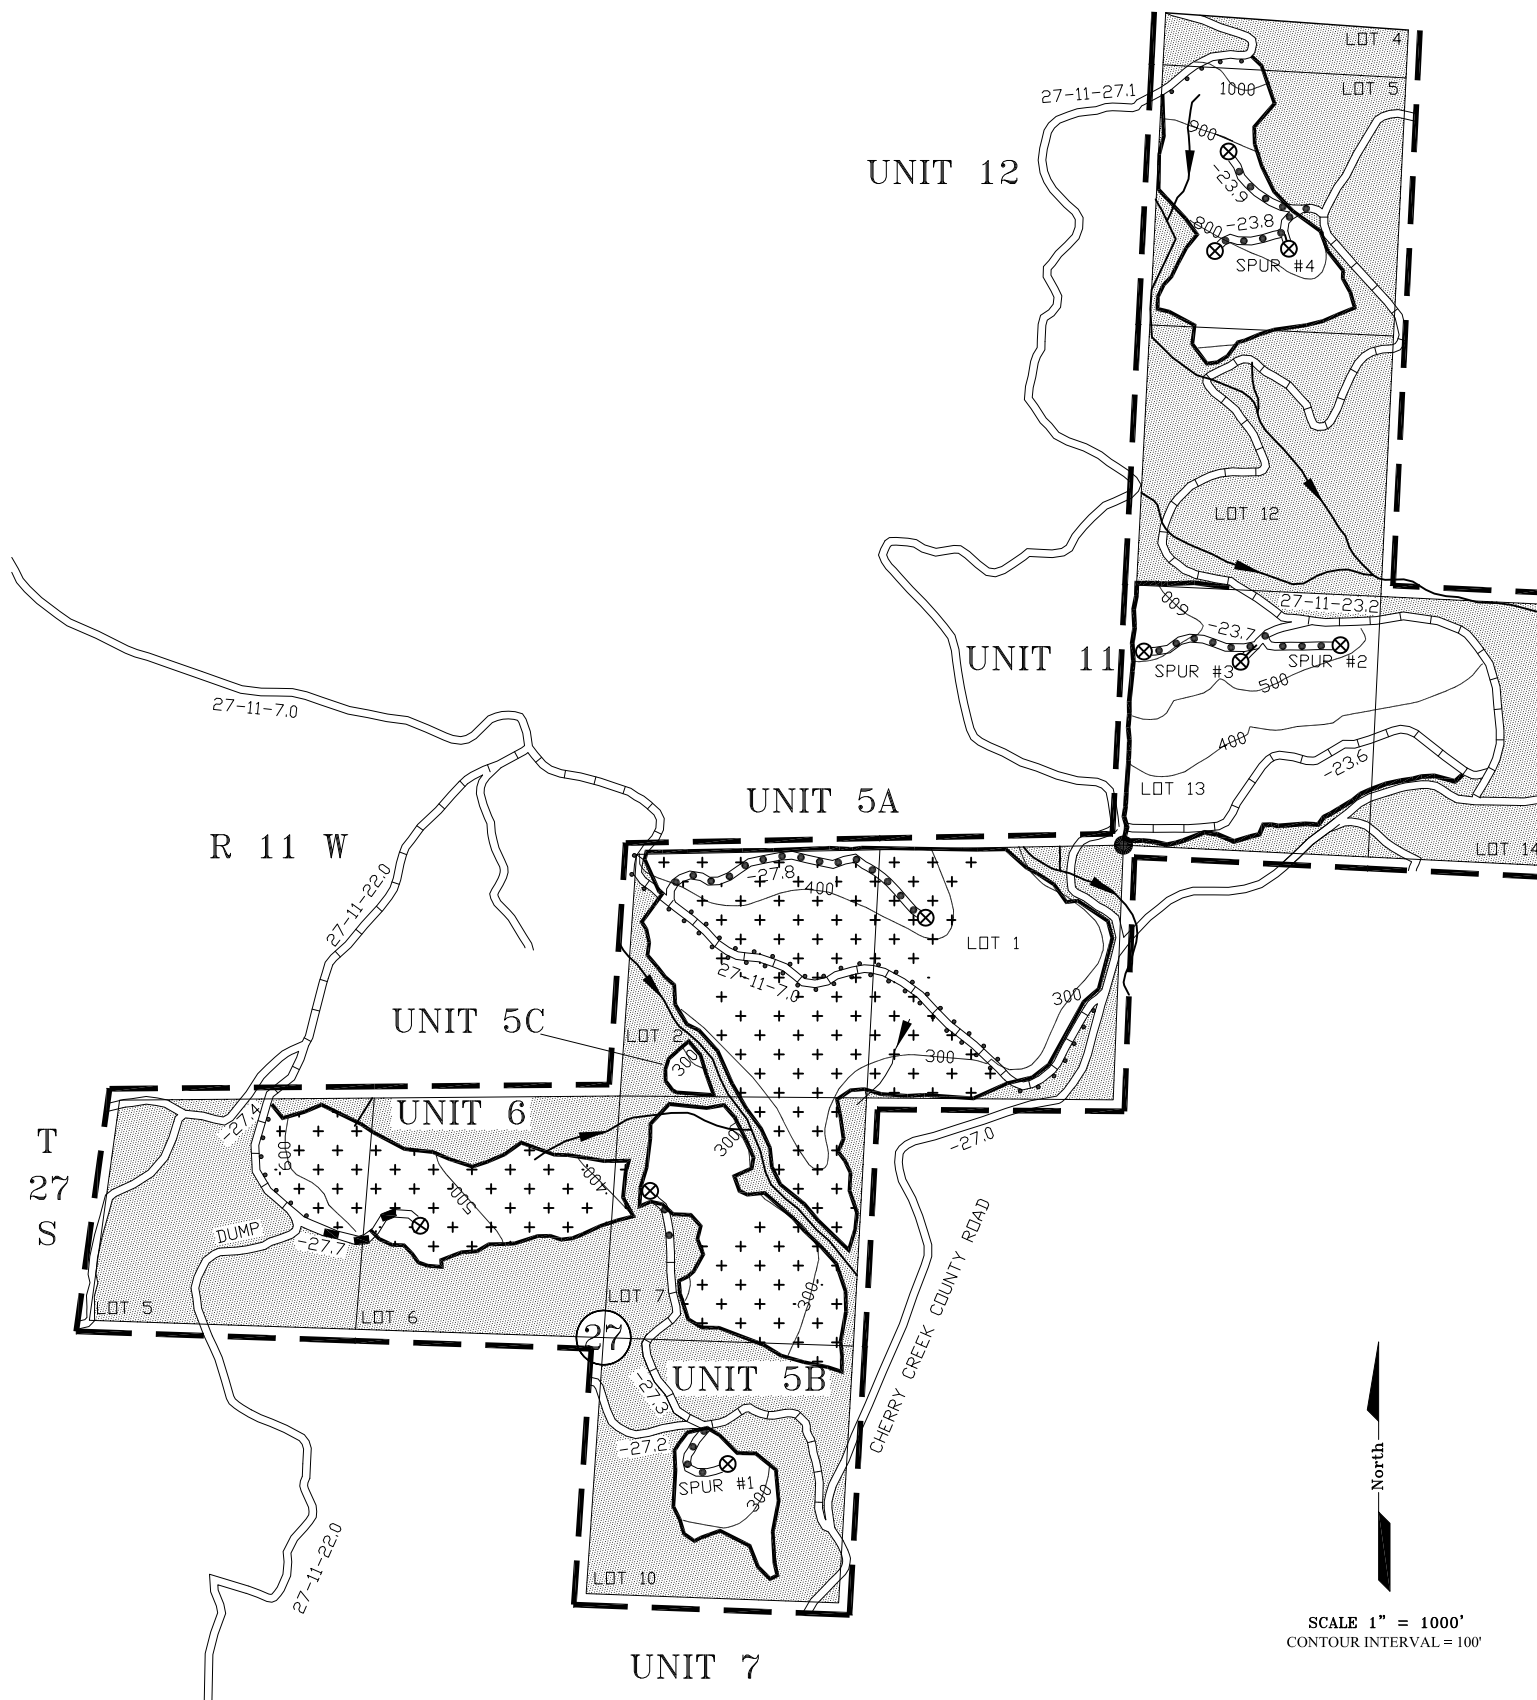 LOT 4
LOT 5
27-11-27.1
1000
900
UNIT 12
-23.9
800
-23.8
SPUR #4
LOT 12
27-11-23.2
600
-23.7
UNIT 11
SPUR #3
SPUR #2
500
27-11-7.0
400
-23.6
LOT 13
UNIT 5A
R 11 W
LOT 14
-27.8
400
27-11-22.0
LOT 1
27-11-7.0
300
UNIT 5C
LOT 2
300
300
UNIT 6
-27.4
T
27
S
600
300
-27.0
500
400
DUMP
-27.7
CHERRY CREEK COUNTY ROAD
LOT 5
LOT 6
LOT 7
300
27
UNIT 5B
-27.3
-27.2
SPUR #1
300
27-11-22.0
LOT 10
North
SCALE 1" = 1000'
CONTOUR INTERVAL = 100'
UNIT 7